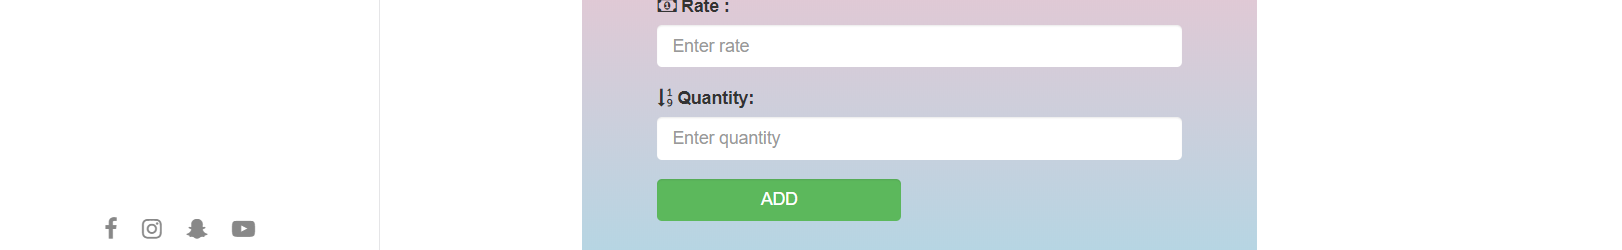 Rate :
Enter rate
Quantity:
Enter quantity
ADD